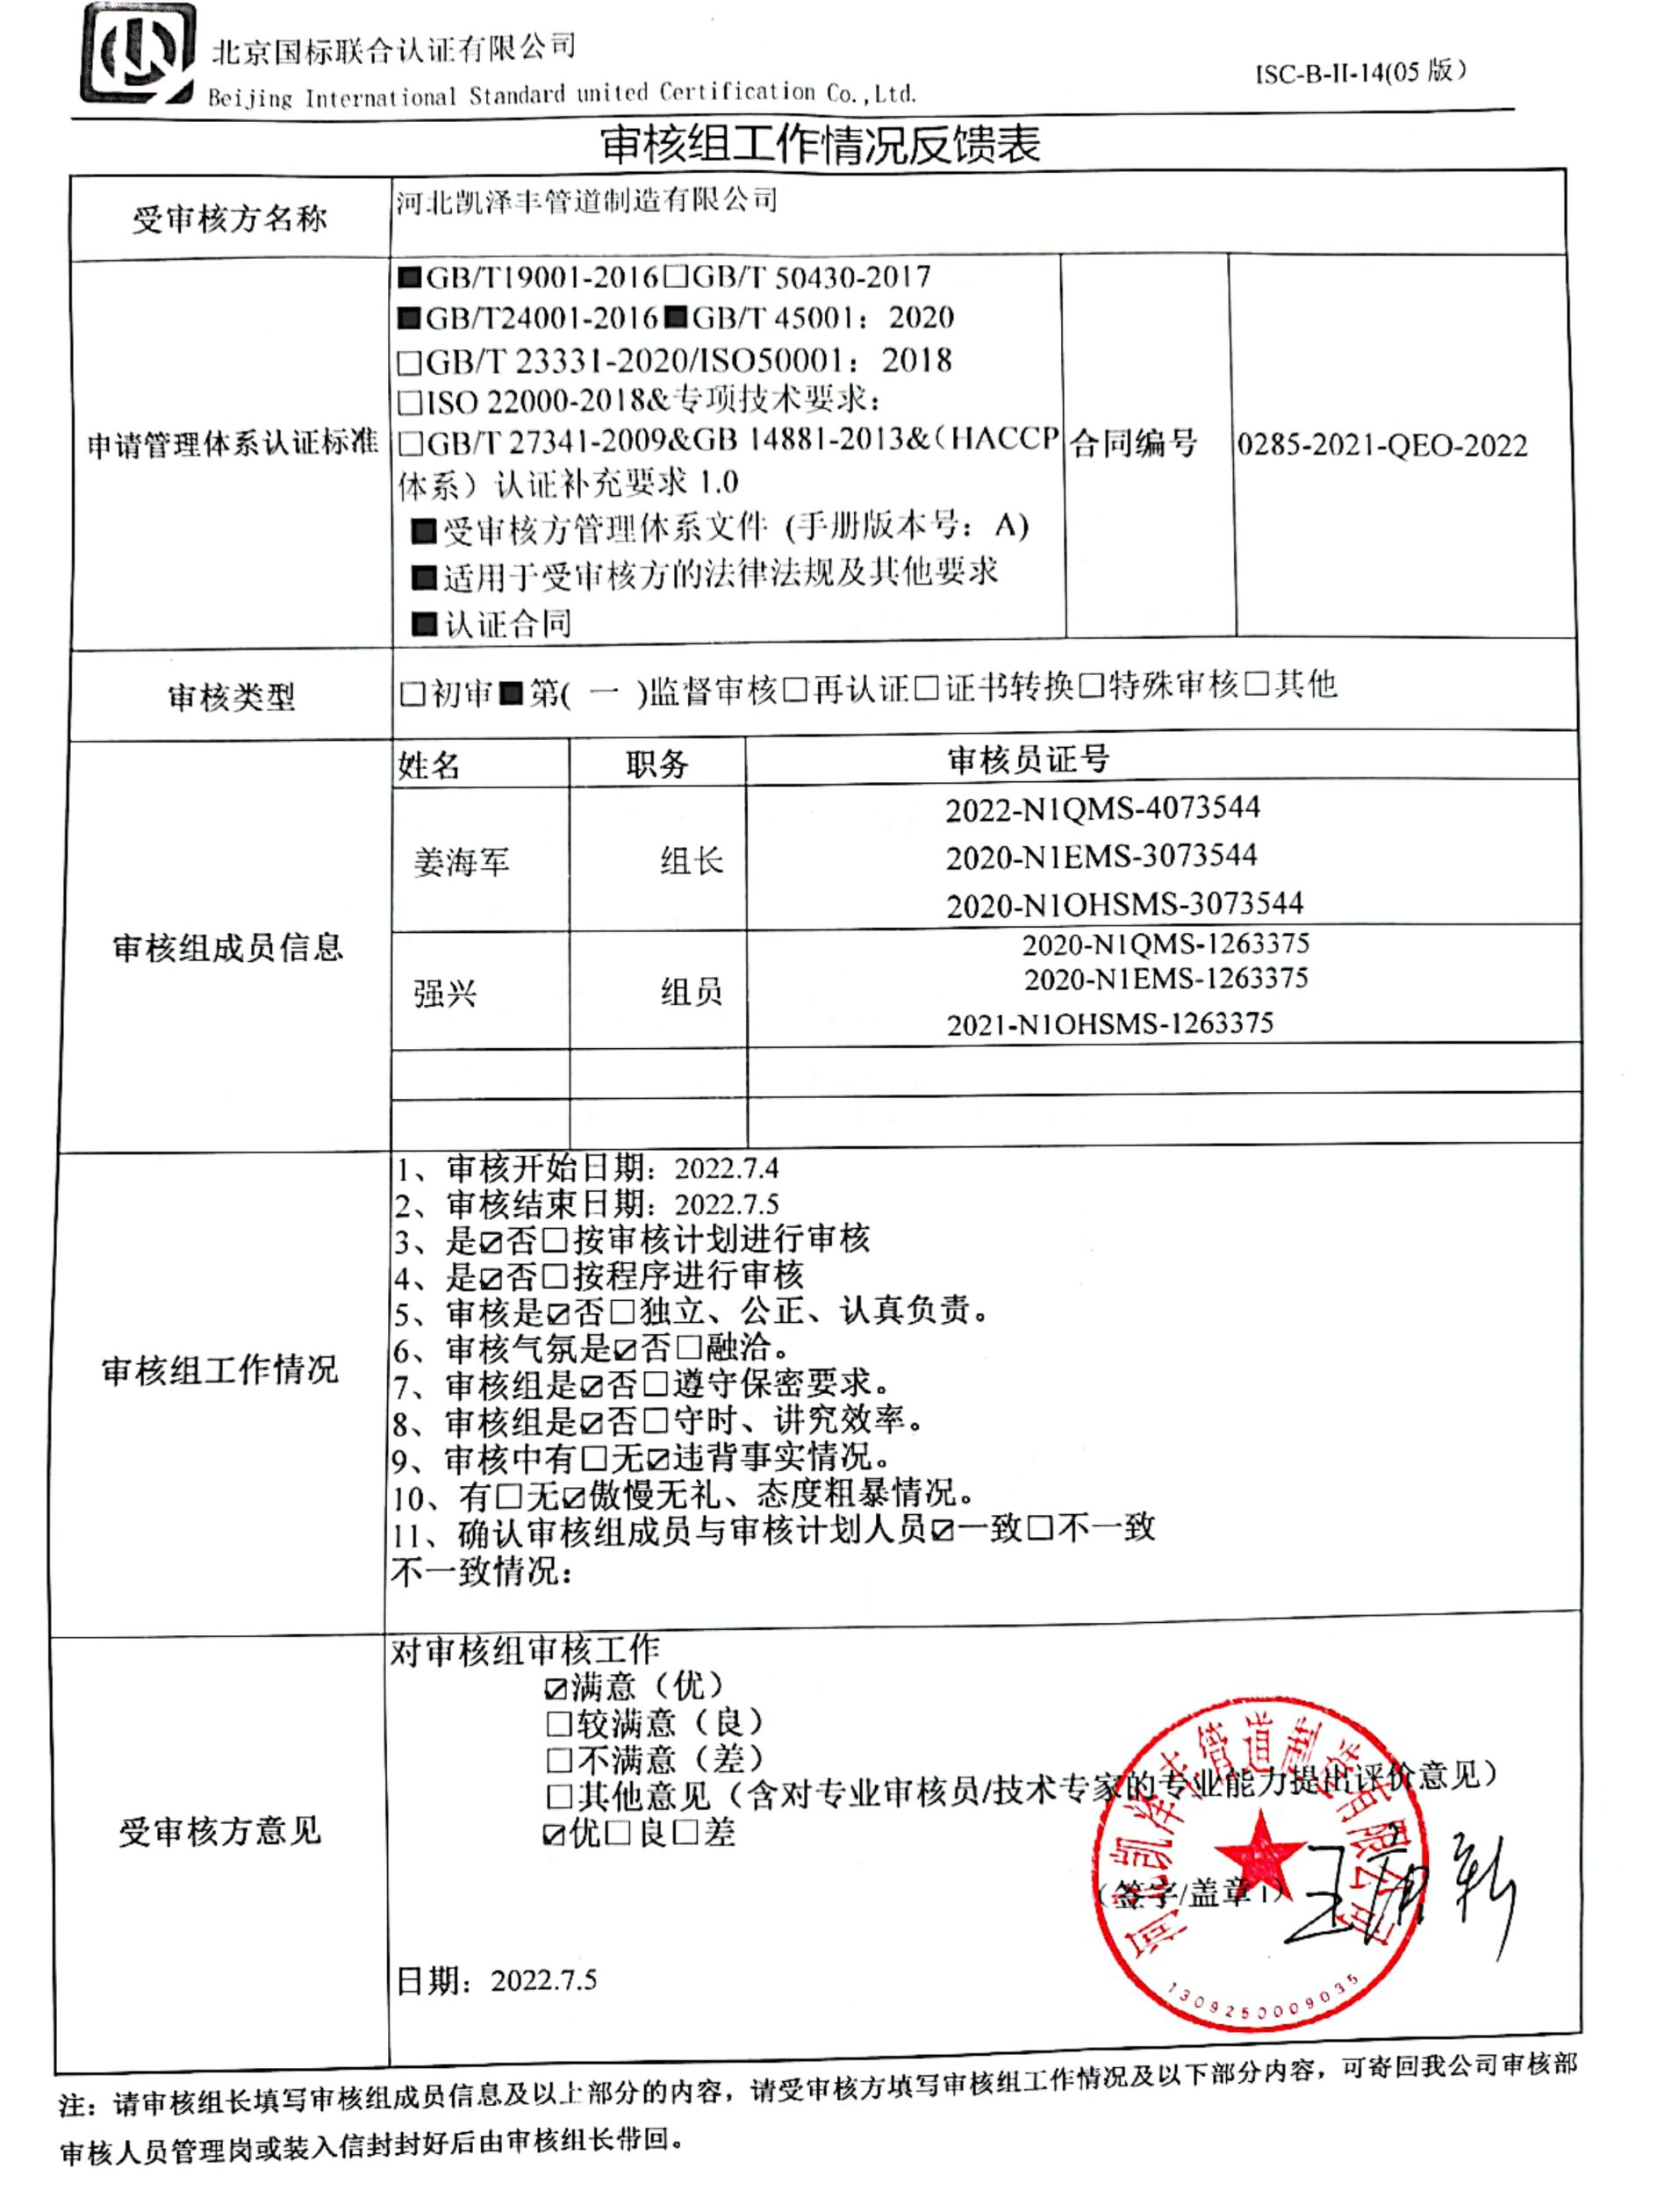 北京国标联合认证有限公司
Beijing International Standard united Certification Co.,Ltd.
ISC-B-II-14(05 版)
审核组工作情况反馈表
受审核方名称
河北凯泽丰管道制造有限公司
申请管理体系认证标准
■GB/T19001-2016□GB/T 50430-2017
■GB/T24001-2016■GB/T 45001：2020
□GB/T 23331-2020/ISO50001：2018
□ISO 22000-2018&专项技术要求：
□GB/T 27341-2009&GB 14881-2013&（HACCP
体系）认证补充要求 1.0
■受审核方管理体系文件 (手册版本号：A)
■适用于受审核方的法律法规及其他要求
■认证合同
合同编号
0285-2021-QEO-2022
审核类型
□初审■第( 一 )监督审核□再认证□证书转换□特殊审核□其他
审核组成员信息
姓名 职务 审核员证号
姜海军 组长
2022-N1QMS-4073544
2020-N1EMS-3073544
2020-N1OHSMS-3073544
强兴 组员
2020-N1QMS-1263375
2020-N1EMS-1263375
2021-N1OHSMS-1263375
审核组工作情况
1、审核开始日期：2022.7.4
2、审核结束日期：2022.7.5
3、是☑否□按审核计划进行审核
4、是☑否□按程序进行审核
5、审核是☑否□独立、公正、认真负责。
6、审核气氛是☑否□融洽。
7、审核组是☑否□遵守保密要求。
8、审核组是☑否□守时、讲究效率。
9、审核中有□无☑违背事实情况。
10、有□无☑傲慢无礼、态度粗暴情况。
11、确认审核组成员与审核计划人员☑一致□不一致
不一致情况：
受审核方意见
对审核组审核工作
☑满意（优）
□较满意（良）
□不满意（差）
□其他意见（含对专业审核员/技术专家的专业能力提出评价意见）
☑优□良□差
（签字/盖章）
河北凯泽丰管道制造有限公司
1309250009035
日期：2022.7.5
注：请审核组长填写审核组成员信息及以上部分的内容，请受审核方填写审核组工作情况及以下部分内容，可寄回我公司审核部
审核人员管理岗或装入信封封好后由审核组长带回。